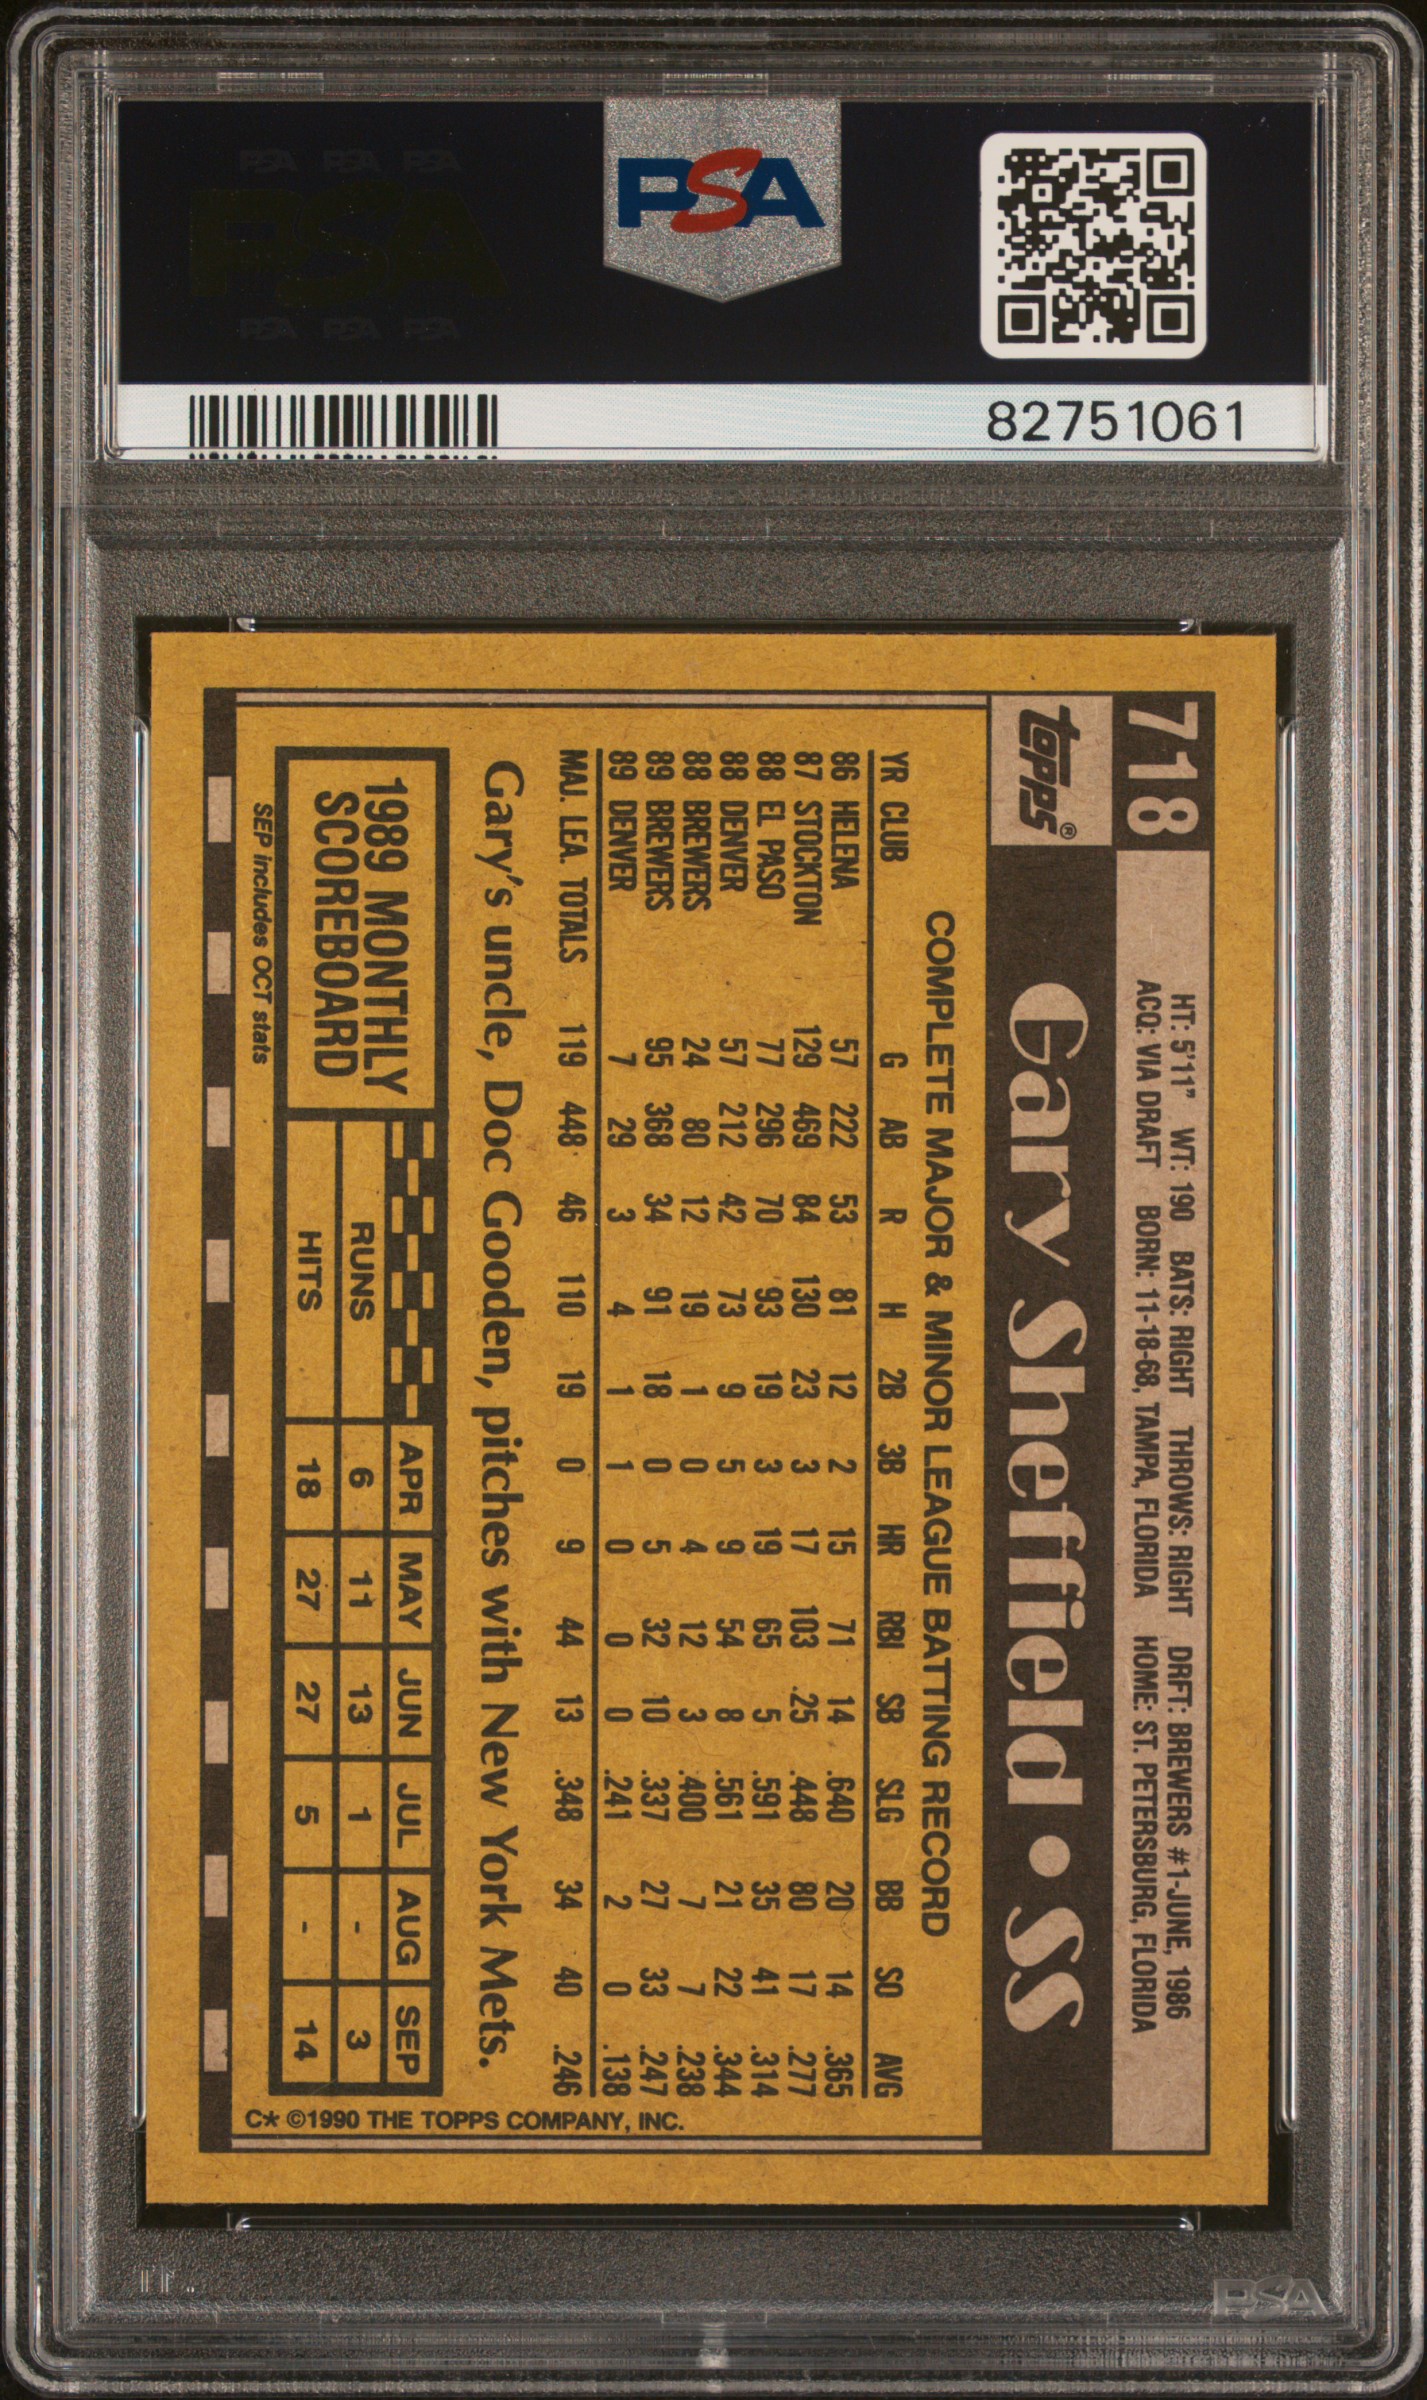 PSA PSA PSA
PSA
PSA PSA PSA
PSA
82751061
718
topps®
HT: 5'11" WT: 190 BATS: RIGHT THROWS: RIGHT DRFT: BREWERS #1-JUNE, 1986
ACQ: VIA DRAFT BORN: 11-18-68, TAMPA, FLORIDA HOME: ST. PETERSBURG, FLORIDA
Gary Sheffield • SS
COMPLETE MAJOR & MINOR LEAGUE BATTING RECORD
YR CLUB G AB R H 2B 3B HR RBI SB SLG BB SO AVG
86 HELENA 57 222 53 81 12 2 15 71 14 .640 20 14 .365
87 STOCKTON 129 469 84 130 23 3 17 103 25 .448 80 17 .277
88 EL PASO 77 296 70 93 19 3 19 65 5 .591 35 41 .314
88 DENVER 57 212 42 73 9 5 9 54 8 .561 21 22 .344
88 BREWERS 24 80 12 19 1 0 4 12 3 .400 7 7 .238
89 BREWERS 95 368 34 91 18 0 5 32 10 .337 27 33 .247
89 DENVER 7 29 3 4 1 1 0 0 0 .241 2 0 .138
MAJ. LEA. TOTALS 119 448 46 110 19 0 9 44 13 .348 34 40 .246
Gary's uncle, Doc Gooden, pitches with New York Mets.
1989 MONTHLY
SCOREBOARD
APR MAY JUN JUL AUG SEP
RUNS 6 11 13 1 - 3
HITS 18 27 27 5 - 14
SEP includes OCT stats
C* ©1990 THE TOPPS COMPANY, INC.
PSA